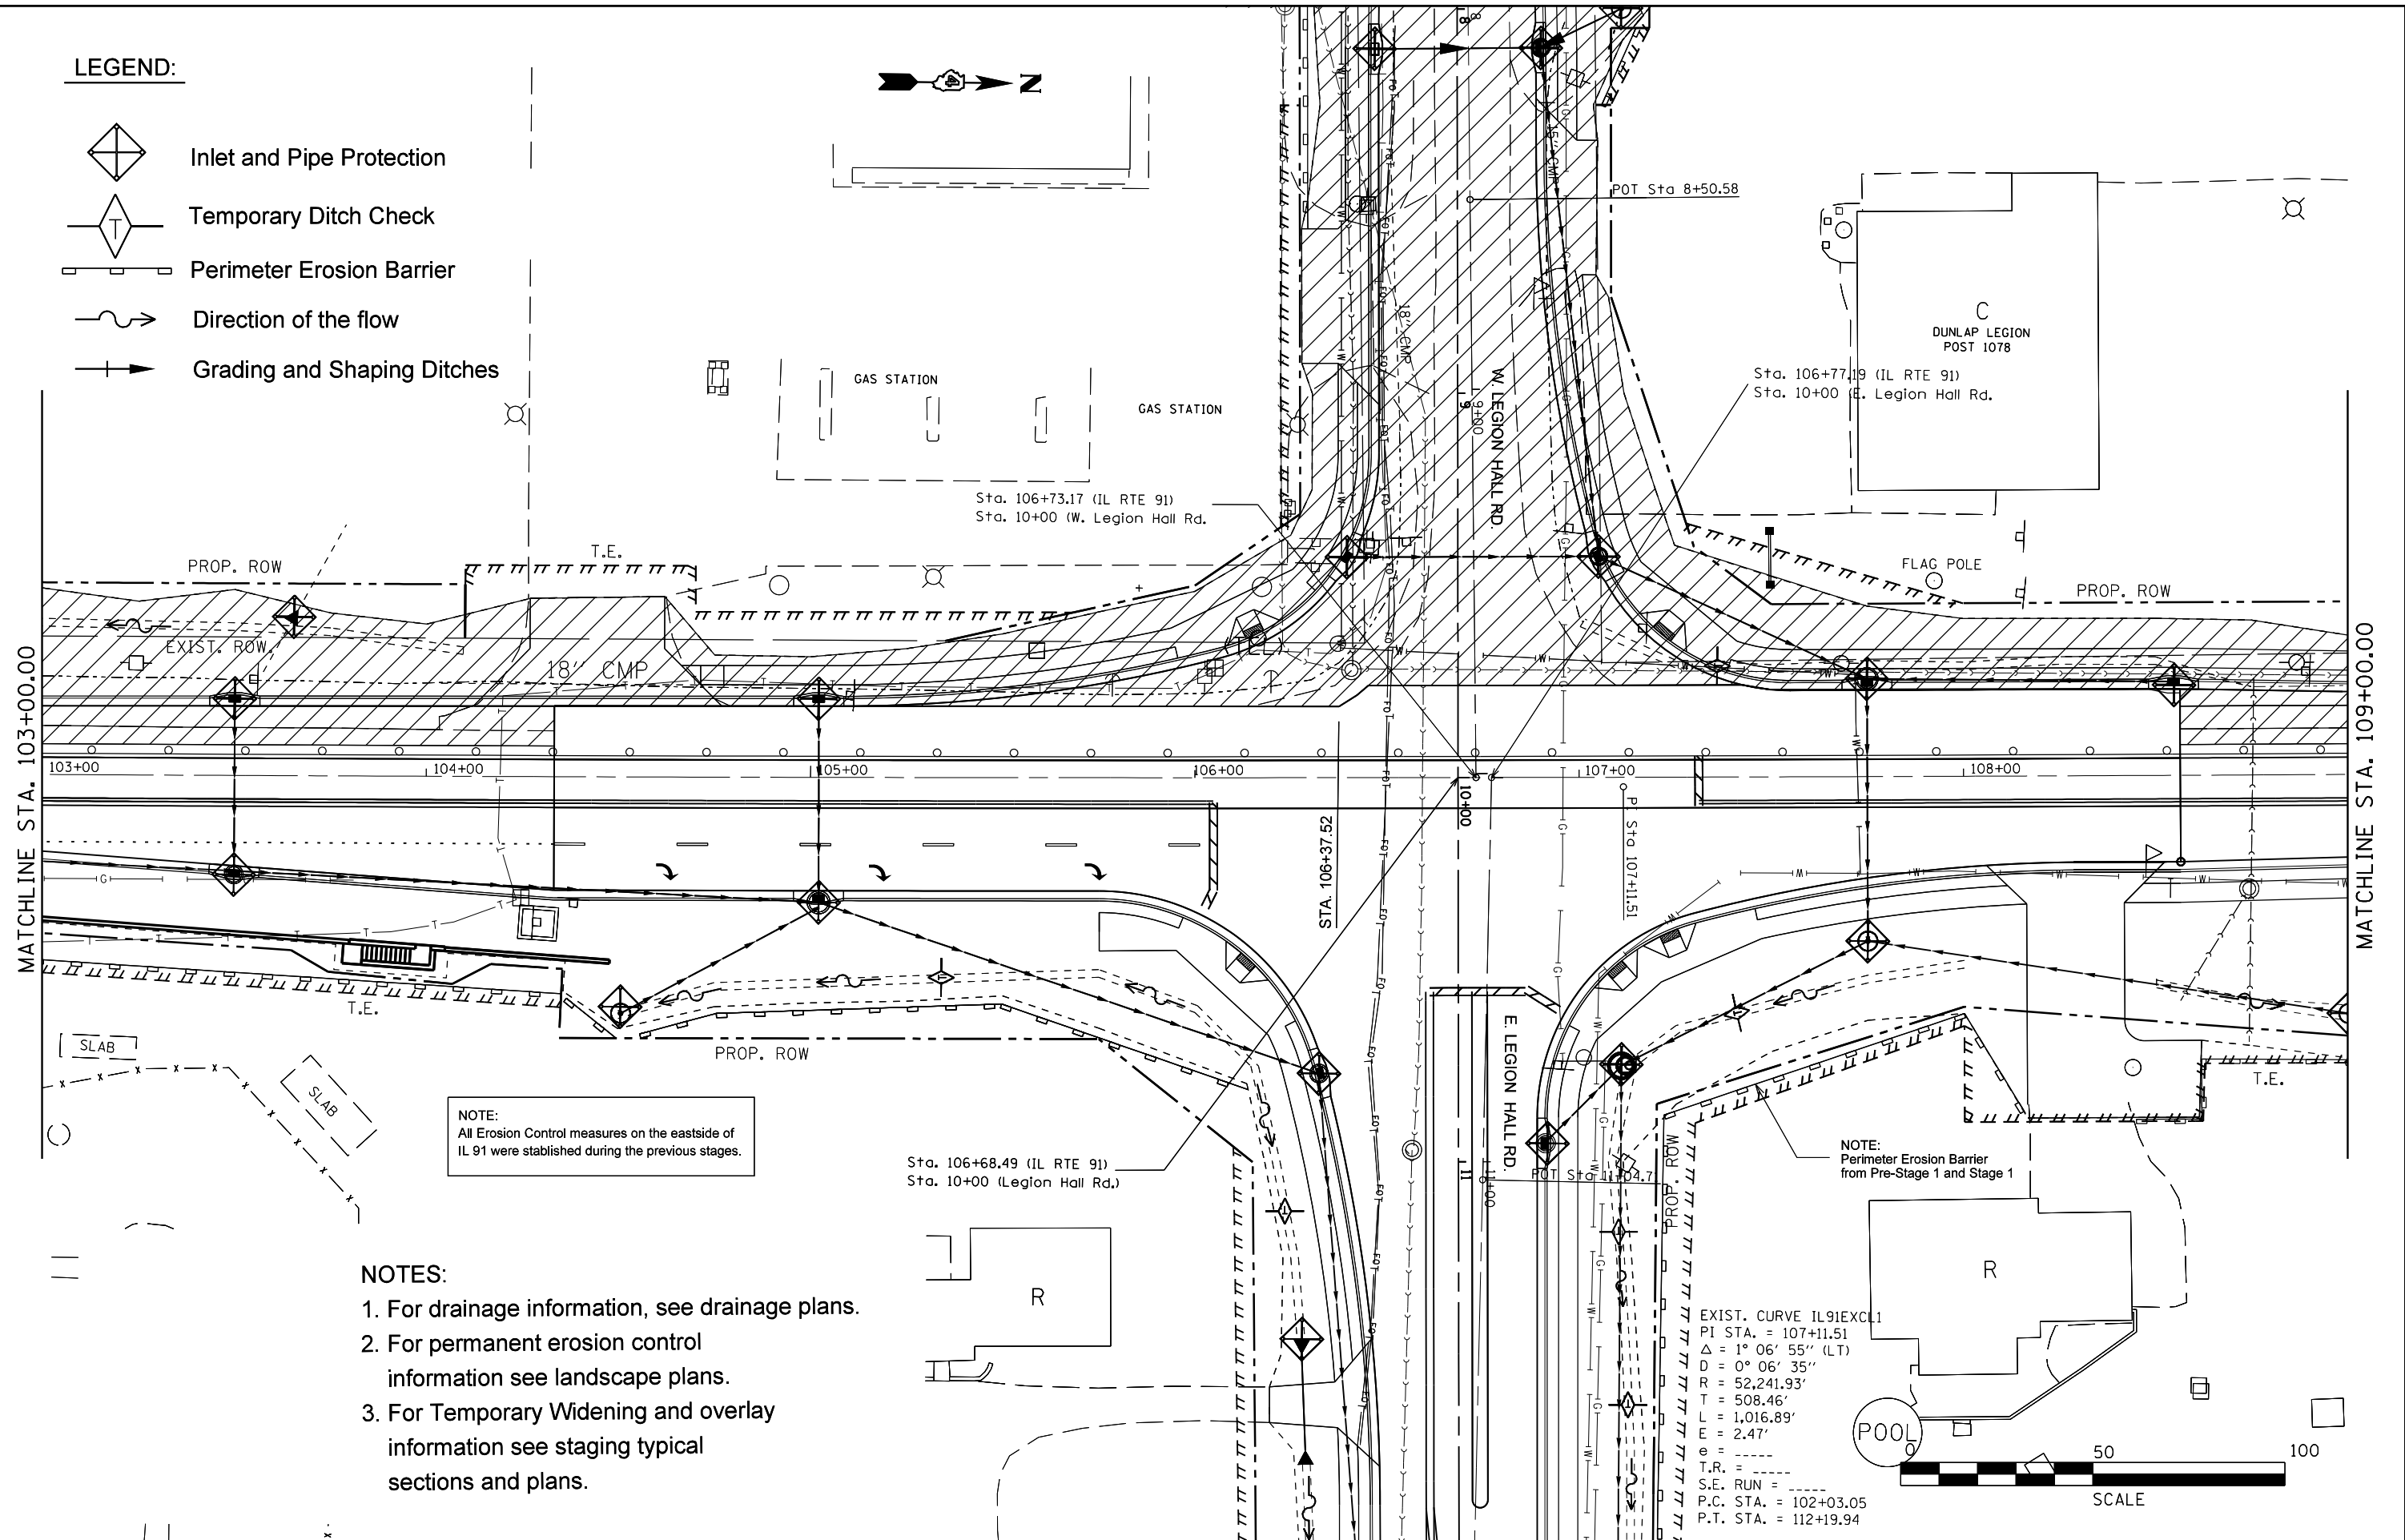 LEGEND:
Inlet and Pipe Protection
T
Temporary Ditch Check
Perimeter Erosion Barrier
Direction of the flow
Grading and Shaping Ditches
N
8
15" CMP
POT Sta 8+50.58
C
DUNLAP LEGION
POST 1078
GAS STATION
GAS STATION
18" CMP
9
9+00
W. LEGION HALL RD.
Sta. 106+77.19 (IL RTE 91)
Sta. 10+00 (E. Legion Hall Rd.
Sta. 106+73.17 (IL RTE 91)
Sta. 10+00 (W. Legion Hall Rd.
PROP. ROW
T.E.
FLAG POLE
PROP. ROW
EXIST. ROW
18" CMP
MATCHLINE STA. 103+00.00
MATCHLINE STA. 109+00.00
103+00
104+00
105+00
106+00
107+00
108+00
10+00
STA. 106+37.52
PI Sta 107+11.51
T.E.
SLAB
SLAB
PROP. ROW
E. LEGION HALL RD.
T.E.
NOTE:
All Erosion Control measures on the eastside of
IL 91 were stablished during the previous stages.
NOTE:
Perimeter Erosion Barrier
from Pre-Stage 1 and Stage 1
Sta. 106+68.49 (IL RTE 91)
Sta. 10+00 (Legion Hall Rd.)
11
11+00
POT Sta 11+04.7
PROP. ROW
NOTES:
1. For drainage information, see drainage plans.
2. For permanent erosion control
information see landscape plans.
3. For Temporary Widening and overlay
information see staging typical
sections and plans.
R
R
EXIST. CURVE IL91EXCL1
PI STA. = 107+11.51
Δ = 1° 06' 55" (LT)
D = 0° 06' 35"
R = 52,241.93'
T = 508.46'
L = 1,016.89'
E = 2.47'
e = _____
T.R. = _____
S.E. RUN = _____
P.C. STA. = 102+03.05
P.T. STA. = 112+19.94
POOL
0
50
100
SCALE